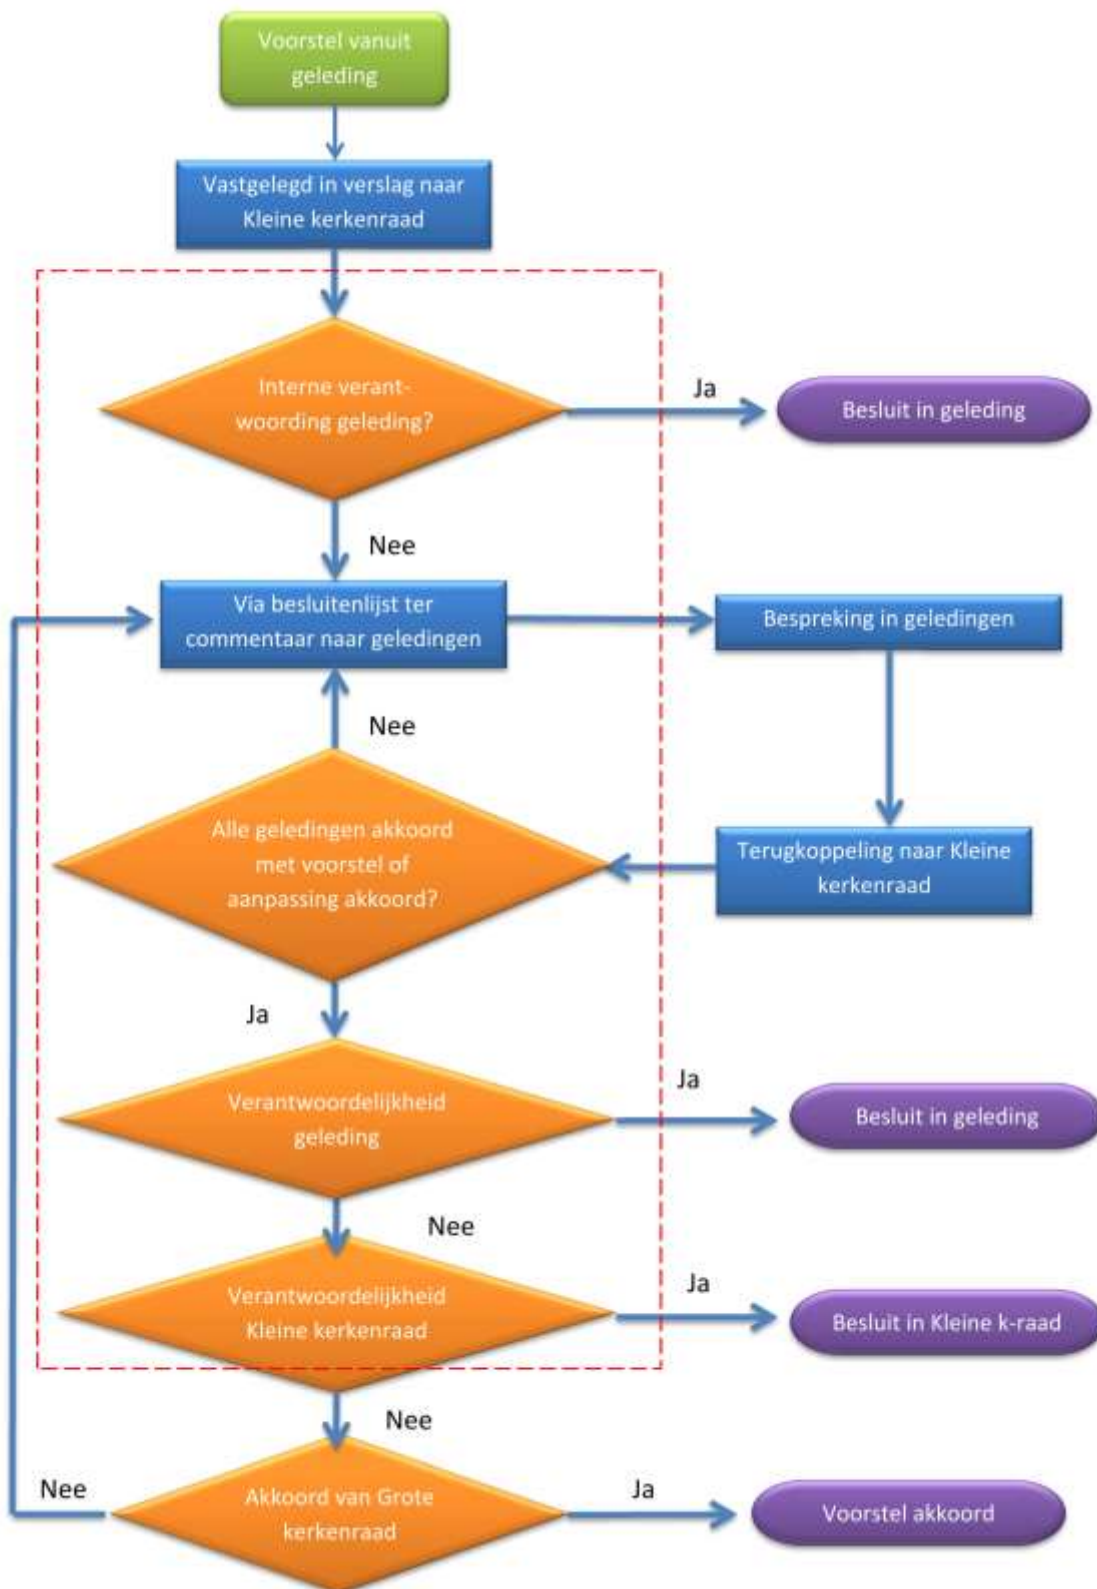 Voorstel vanuit
geleding
Vastgelegd in verslag naar
Kleine kerkenraad
Interne verant-
woording geleding?
Ja
Besluit in geleding
Nee
Via besluitenlijst ter
commentaar naar geledingen
Bespreking in geledingen
Nee
Alle geledingen akkoord
met voorstel of
aanpassing akkoord?
Terugkoppeling naar Kleine
kerkenraad
Ja
Verantwoordelijkheid
geleding
Ja
Besluit in geleding
Nee
Verantwoordelijkheid
Kleine kerkenraad
Ja
Besluit in Kleine k-raad
Nee
Akkoord van Grote
kerkenraad
Nee
Ja
Voorstel akkoord